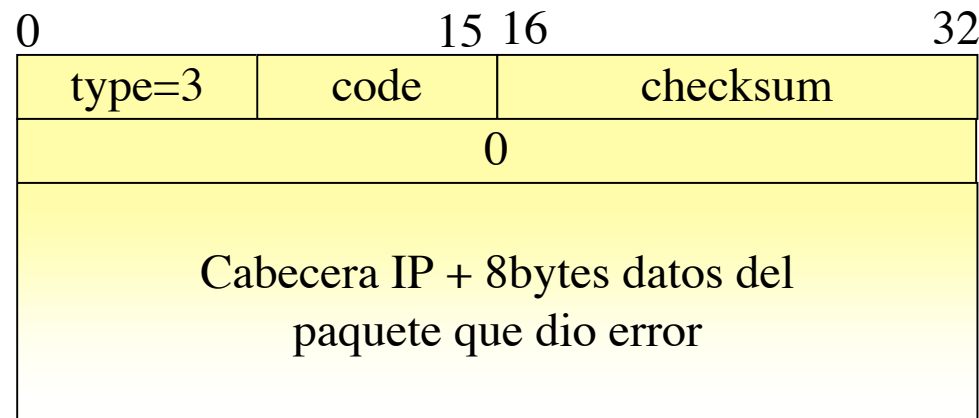 0 15 16 32
type=3 code checksum
0
Cabecera IP + 8bytes datos del
paquete que dio error